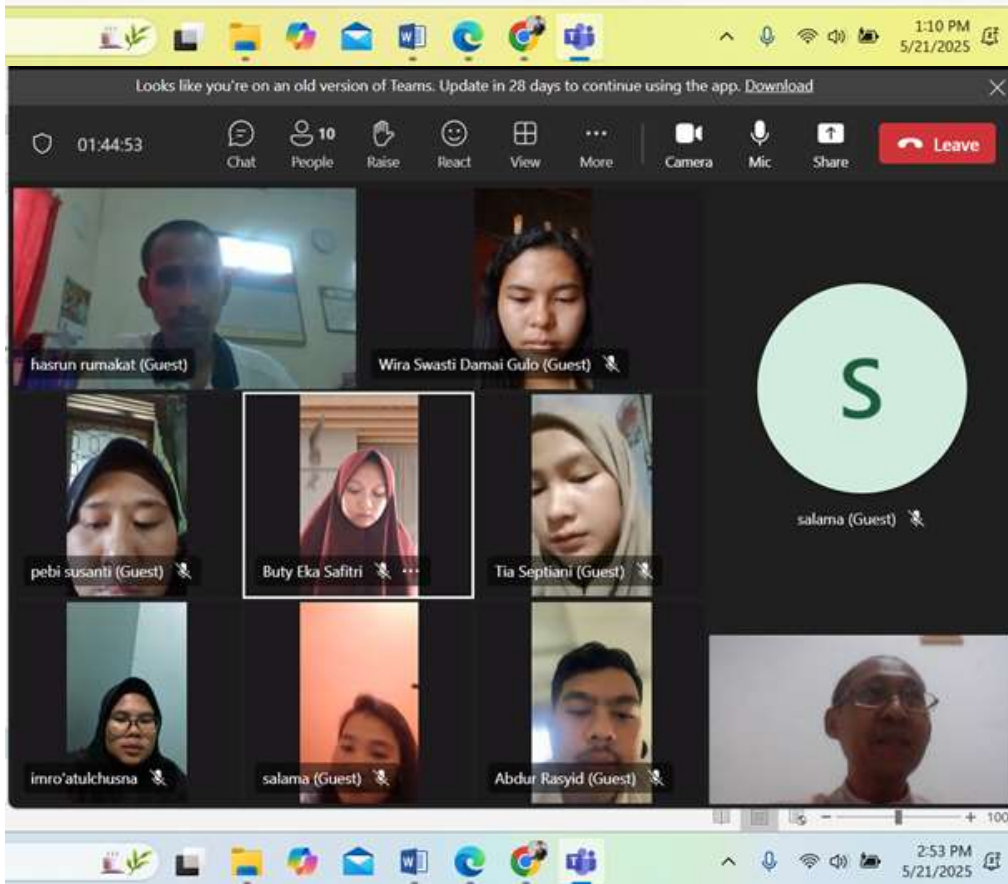 1:10 PM
5/21/2025
Looks like you're on an old version of Teams. Update in 28 days to continue using the app. Download
01:44:53
10
Chat People Raise React View More Camera Mic Share Leave
hasrun rumakat (Guest)
Wira Swasti Damai Gulo (Guest)
S
salama (Guest)
pebi susanti (Guest)
Buty Eka Safitri
Tia Septiani (Guest)
imro'atulchusna
salama (Guest)
Abdur Rasyid (Guest)
100
2:53 PM
5/21/2025